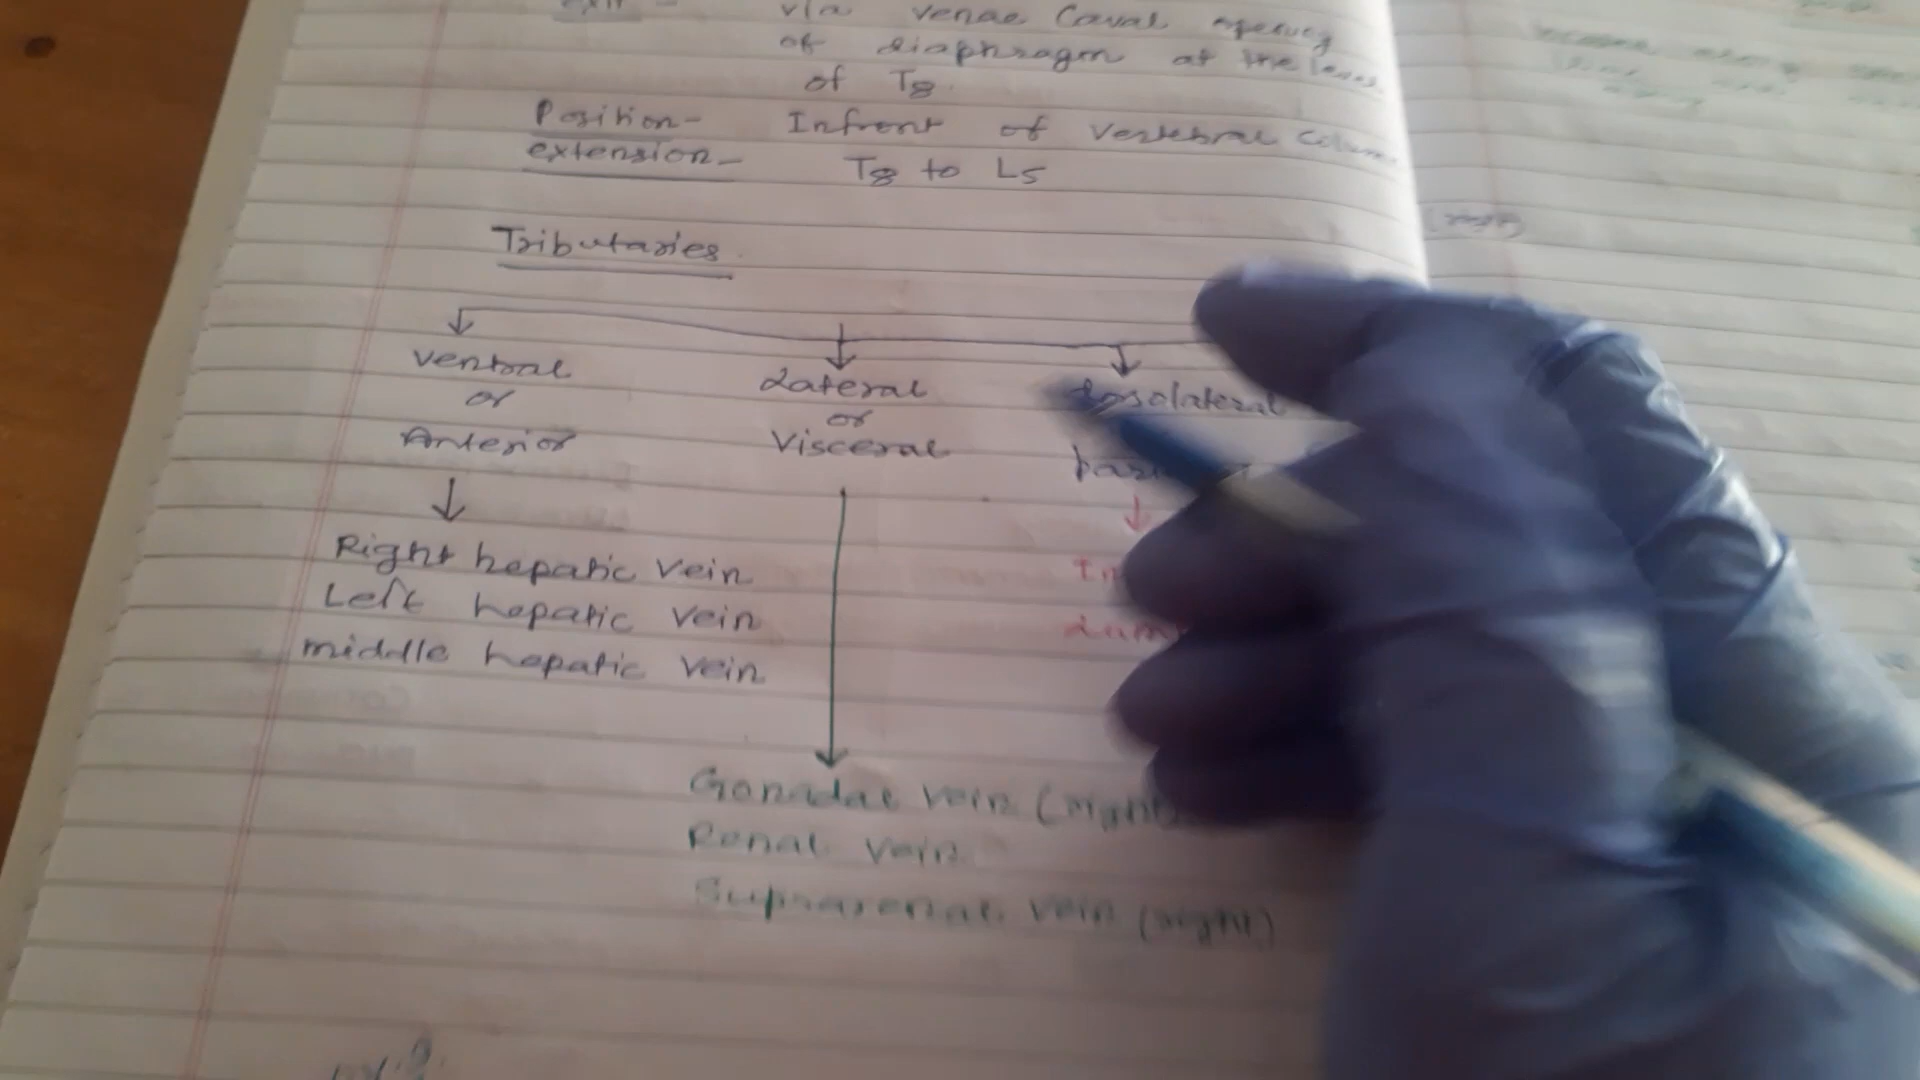 exit -
via venae Caval opening
of diaphragm at the level
of T8.
Position- Infront of Vertebral Column
extension- T8 to L5
Tributaries
Ventral
or
Anterior
Lateral
or
Visceral
Right hepatic vein
Left hepatic vein
middle hepatic vein
Gonadal vein (right)
Renal vein
Suprarenal vein (right)